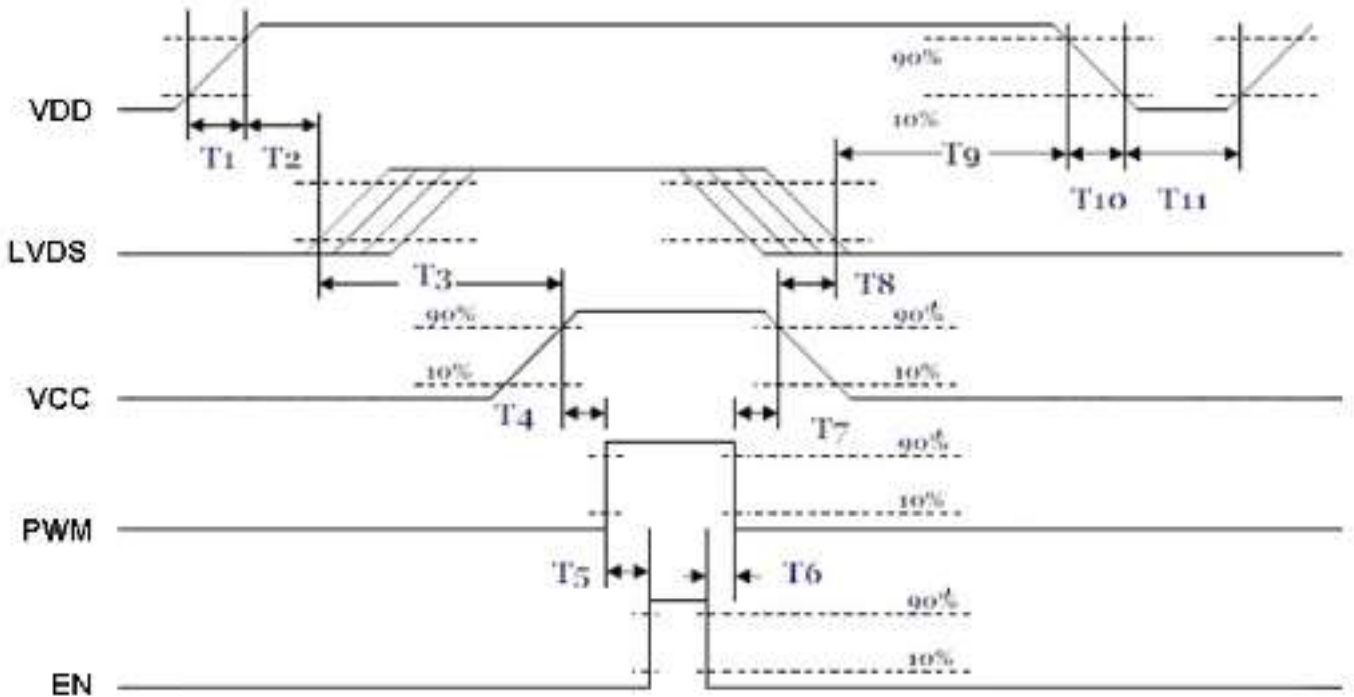 90%
10%
VDD
T1 T2
T9
T10 T11
LVDS
T3
T8
90% 90%
10% 10%
VCC
T4
T7
90%
10%
PWM
T5
T6
90%
10%
EN